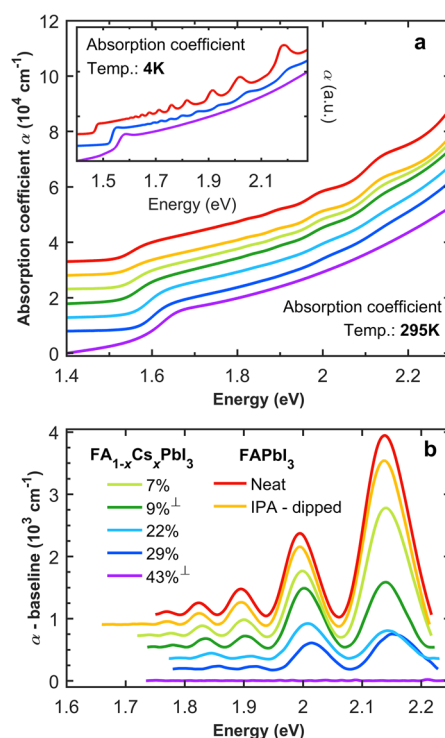 a
Absorption coefficient
Temp.: 4K
α (a.u.)
1.5 1.7 1.9 2.1
Energy (eV)
Absorption coefficient α (10⁴ cm⁻¹)
12
10
8
6
4
2
0
Absorption coefficient
Temp.: 295K
1.4 1.6 1.8 2 2.2
Energy (eV)
b
FA₁₋ₓCsₓPbI₃
7%
9%⊥
22%
29%
43%⊥
FAPbI₃
Neat
IPA - dipped
α - baseline (10³ cm⁻¹)
4
3
2
1
0
1.6 1.7 1.8 1.9 2 2.1 2.2
Energy (eV)